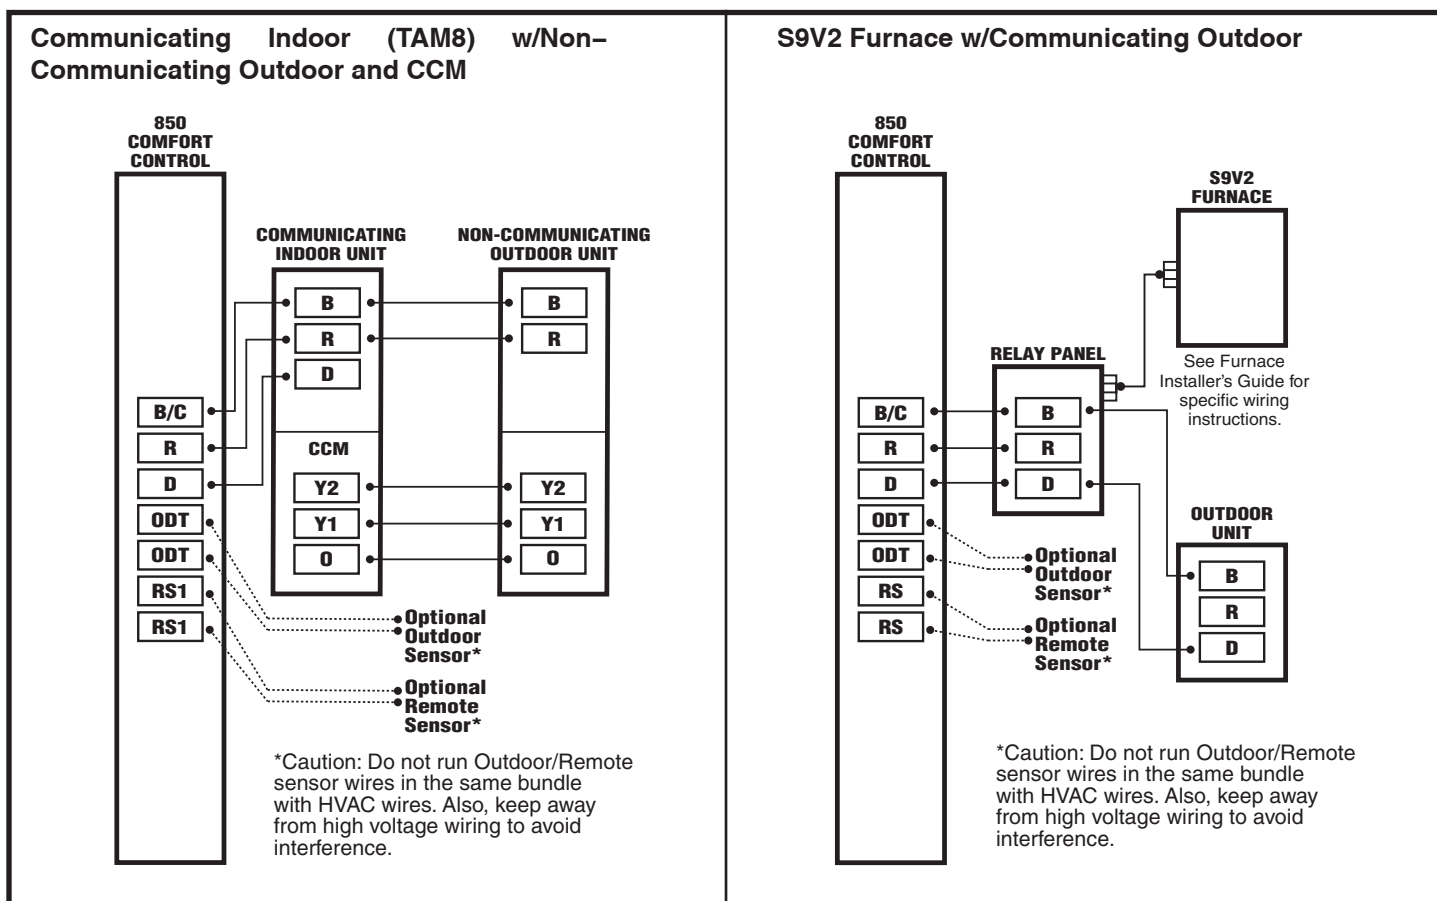 Communicating Indoor (TAM8) w/Non–
Communicating Outdoor and CCM
850
COMFORT
CONTROL
COMMUNICATING
INDOOR UNIT
NON-COMMUNICATING
OUTDOOR UNIT
B
B
R
R
D
B/C
R
CCM
D
Y2
Y2
ODT
Y1
Y1
ODT
O
O
RS1
RS1
Optional
Outdoor
Sensor*
Optional
Remote
Sensor*
*Caution: Do not run Outdoor/Remote
sensor wires in the same bundle
with HVAC wires. Also, keep away
from high voltage wiring to avoid
interference.
S9V2 Furnace w/Communicating Outdoor
850
COMFORT
CONTROL
S9V2
FURNACE
See Furnace
Installer's Guide for
specific wiring
instructions.
RELAY PANEL
B/C
B
R
R
D
D
ODT
ODT
RS
RS
Optional
Outdoor
Sensor*
Optional
Remote
Sensor*
OUTDOOR
UNIT
B
R
D
*Caution: Do not run Outdoor/Remote
sensor wires in the same bundle
with HVAC wires. Also, keep away
from high voltage wiring to avoid
interference.